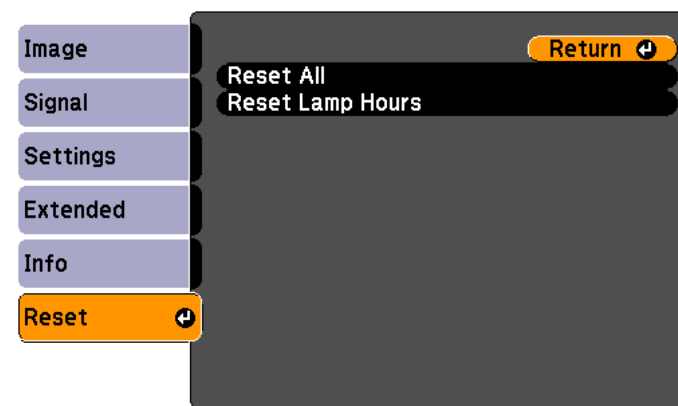 Image
Signal
Settings
Extended
Info
Reset
Return
Reset All
Reset Lamp Hours